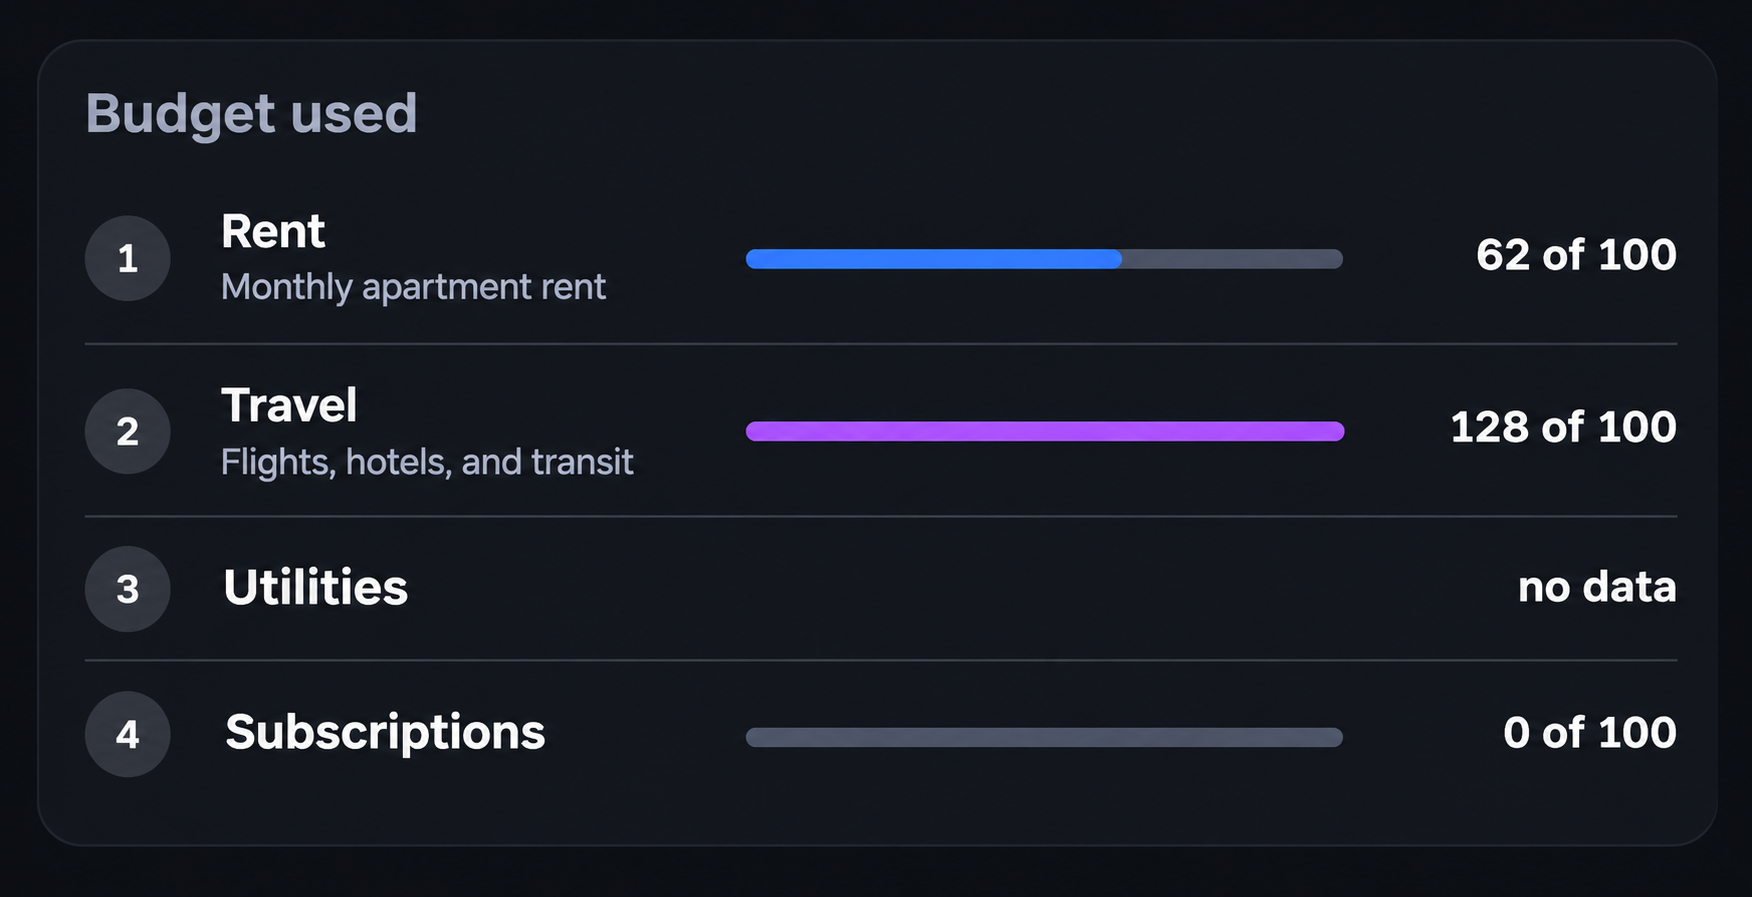 Budget used
1
Rent
Monthly apartment rent
62 of 100
2
Travel
Flights, hotels, and transit
128 of 100
3
Utilities
no data
4
Subscriptions
0 of 100